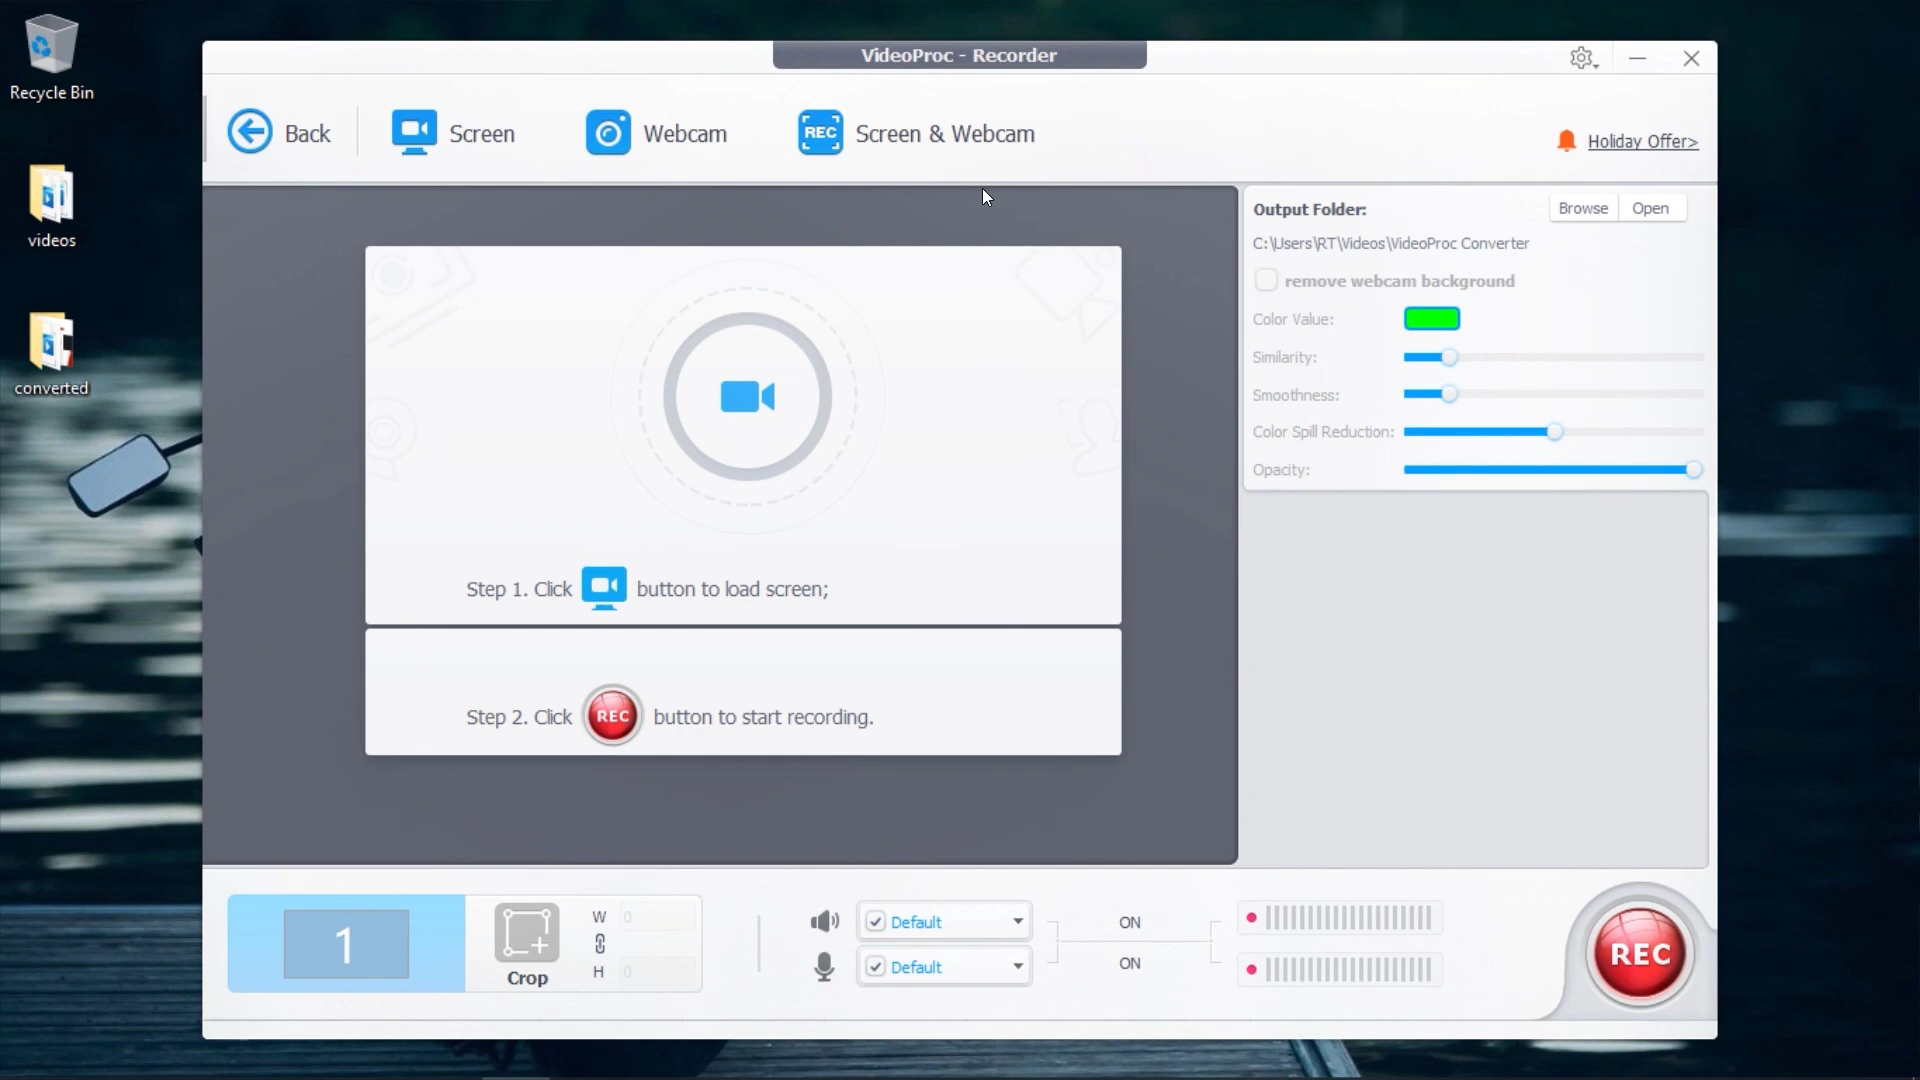 Recycle Bin
videos
converted
VideoProc - Recorder
Back
Screen
Webcam
REC
Screen & Webcam
Holiday Offer>
Output Folder:
Browse
Open
C:\Users\RT\Videos\VideoProc Converter
remove webcam background
Color Value:
Similarity:
Smoothness:
Color Spill Reduction:
Opacity:
Step 1. Click button to load screen;
Step 2. Click REC button to start recording.
1
Crop
W 0
H 0
Default
ON
Default
ON
REC